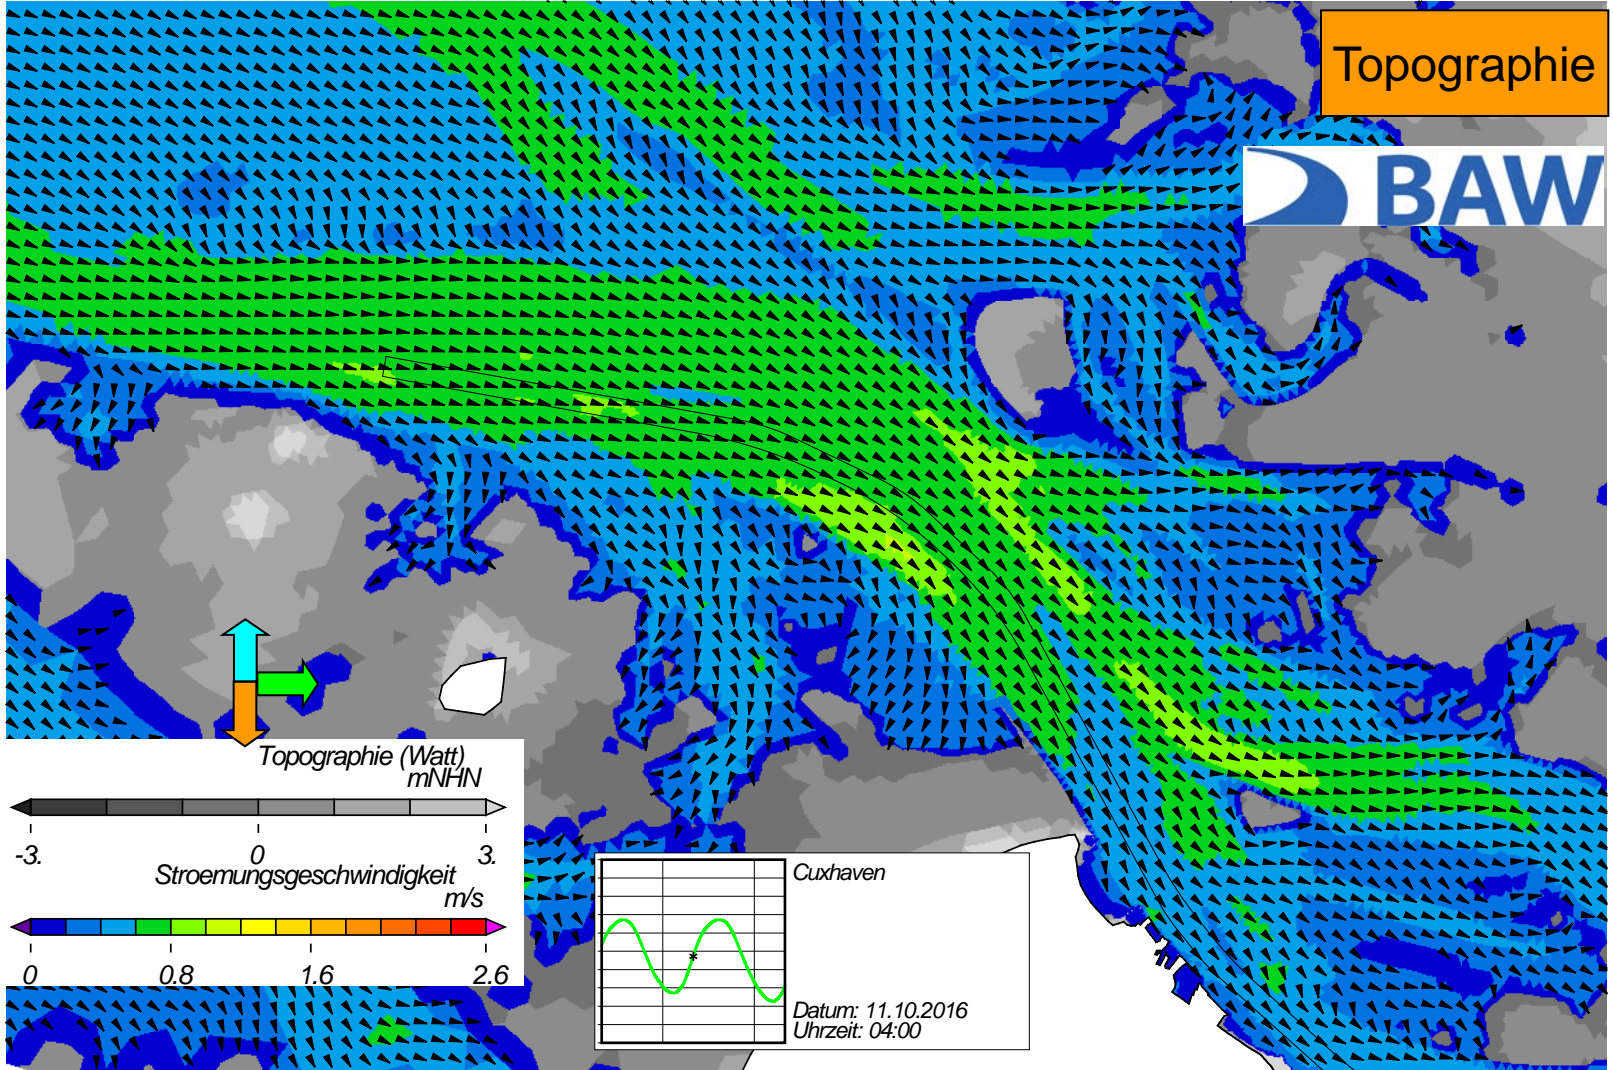 Topographie
BAW
Topographie (Watt)
mNHN
-3. 0 3.
Stroemungsgeschwindigkeit
m/s
0 0.8 1.6 2.6
Cuxhaven
Datum: 11.10.2016
Uhrzeit: 04:00